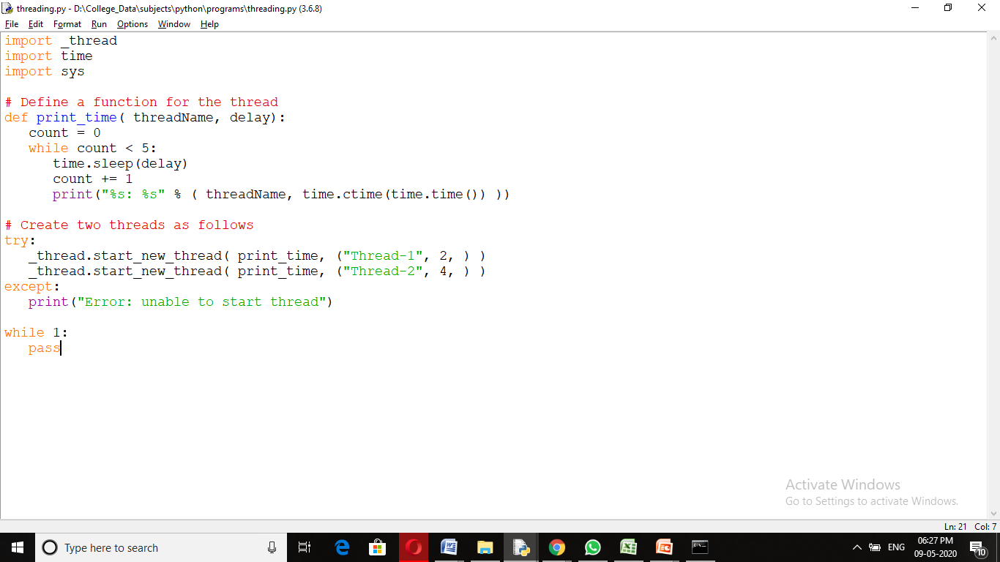 threading.py - D:\College_Data\subjects\python\programs\threading.py (3.6.8)
File Edit Format Run Options Window Help
import _thread
import time
import sys
# Define a function for the thread
def print_time( threadName, delay):
   count = 0
   while count < 5:
      time.sleep(delay)
      count += 1
      print("%s: %s" % ( threadName, time.ctime(time.time()) ))
# Create two threads as follows
try:
   _thread.start_new_thread( print_time, ("Thread-1", 2, ) )
   _thread.start_new_thread( print_time, ("Thread-2", 4, ) )
except:
   print("Error: unable to start thread")
while 1:
   pass
Activate Windows
Go to Settings to activate Windows.
Ln: 21 Col: 7
Type here to search
ENG
06:27 PM
09-05-2020
10